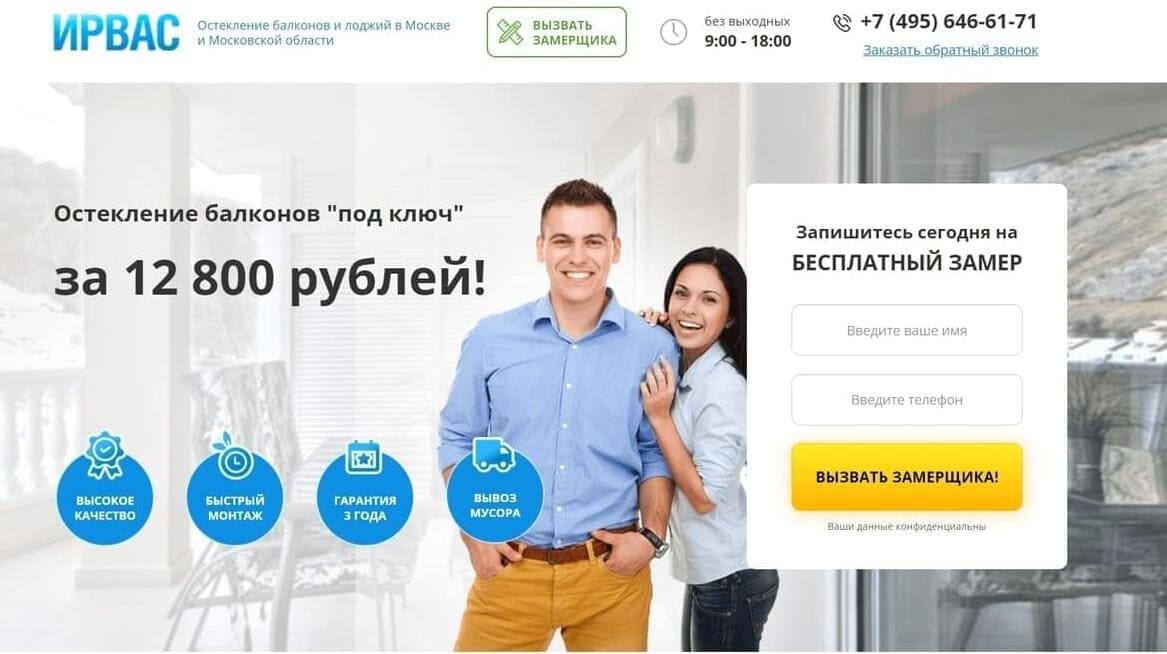 ИРВАС
Остекление балконов и лоджий в Москве
и Московской области
ВЫЗВАТЬ
ЗАМЕРЩИКА
без выходных
9:00 - 18:00
+7 (495) 646-61-71
Заказать обратный звонок
Остекление балконов "под ключ"
за 12 800 рублей!
ВЫСОКОЕ
КАЧЕСТВО
БЫСТРЫЙ
МОНТАЖ
ГАРАНТИЯ
3 ГОДА
ВЫВОЗ
МУСОРА
Запишитесь сегодня на
БЕСПЛАТНЫЙ ЗАМЕР
Введите ваше имя
Введите телефон
ВЫЗВАТЬ ЗАМЕРЩИКА!
Ваши данные конфиденциальны